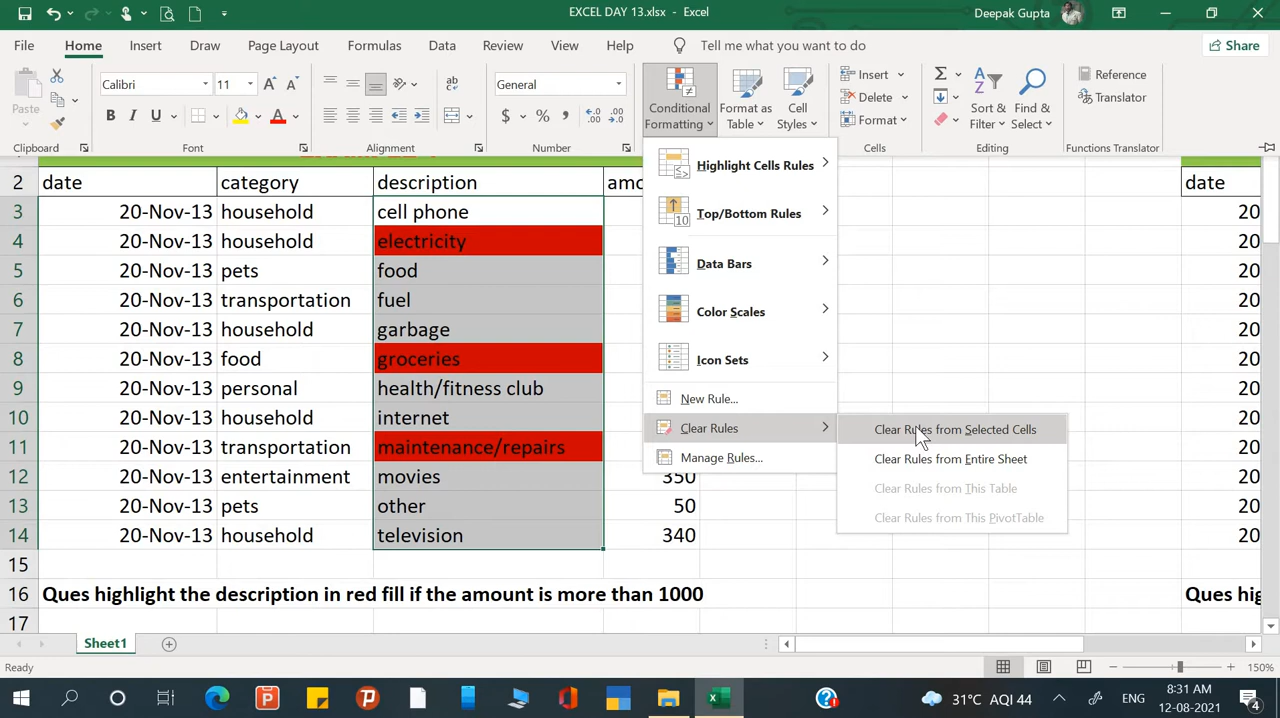 EXCEL DAY 13.xlsx - Excel
Deepak Gupta
File Home Insert Draw Page Layout Formulas Data Review View Help Tell me what you want to do Share
Paste
Calibri 11
General
Conditional Formatting
Format as Table
Cell Styles
Insert
Delete
Format
Sort & Filter
Find & Select
Reference
Translator
Clipboard Font Alignment Number Cells Editing Functions Translator
2 date category description date
3 20-Nov-13 household cell phone 20
4 20-Nov-13 household electricity 20
5 20-Nov-13 pets food 20
6 20-Nov-13 transportation fuel 20
7 20-Nov-13 household garbage 20
8 20-Nov-13 food groceries 20
9 20-Nov-13 personal health/fitness club 20
10 20-Nov-13 household internet 20
11 20-Nov-13 transportation maintenance/repairs 20
12 20-Nov-13 entertainment movies 350 20
13 20-Nov-13 pets other 50 20
14 20-Nov-13 household television 340 20
15
16 Ques highlight the description in red fill if the amount is more than 1000
17
Highlight Cells Rules
Top/Bottom Rules
Data Bars
Color Scales
Icon Sets
New Rule...
Clear Rules
Manage Rules...
Clear Rules from Selected Cells
Clear Rules from Entire Sheet
Clear Rules from This Table
Clear Rules from This PivotTable
Sheet1
Ready
150%
31°C AQI 44
ENG
8:31 AM
12-08-2021
4